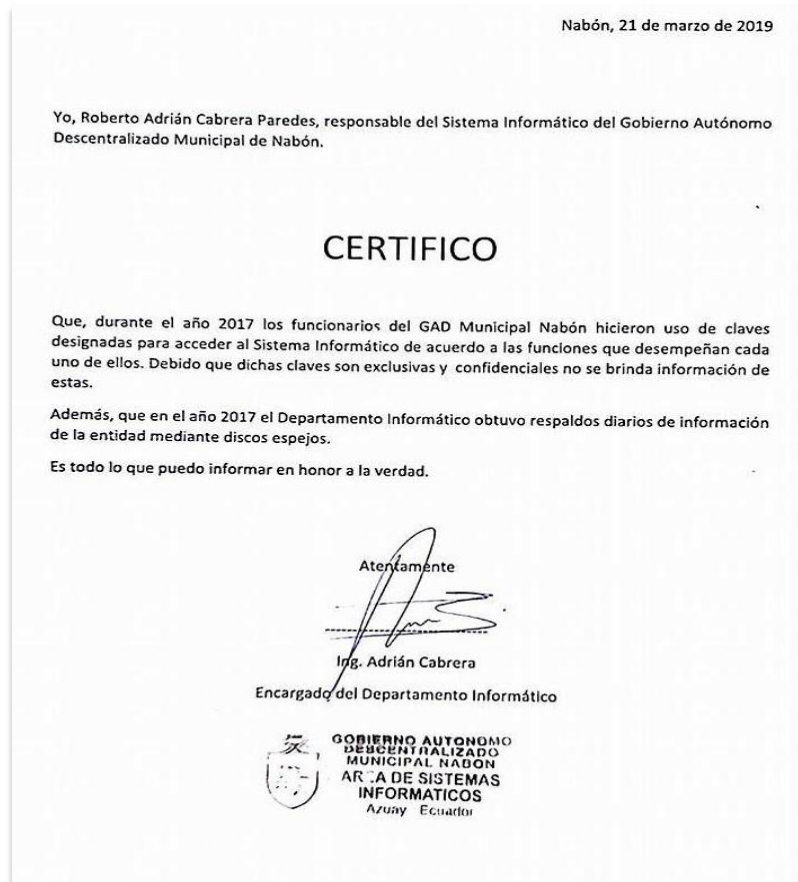 Nabón, 21 de marzo de 2019
Yo, Roberto Adrián Cabrera Paredes, responsable del Sistema Informático del Gobierno Autónomo
Descentralizado Municipal de Nabón.
CERTIFICO
Que, durante el año 2017 los funcionarios del GAD Municipal Nabón hicieron uso de claves
designadas para acceder al Sistema Informático de acuerdo a las funciones que desempeñan cada
uno de ellos. Debido que dichas claves son exclusivas y confidenciales no se brinda información de
estas.
Además, que en el año 2017 el Departamento Informático obtuvo respaldos diarios de información
de la entidad mediante discos espejos.
Es todo lo que puedo informar en honor a la verdad.
Atentamente
Ing. Adrián Cabrera
Encargado del Departamento Informático
GOBIERNO AUTONOMO
DESCENTRALIZADO
MUNICIPAL NABON
AREA DE SISTEMAS
INFORMATICOS
Azuay Ecuador